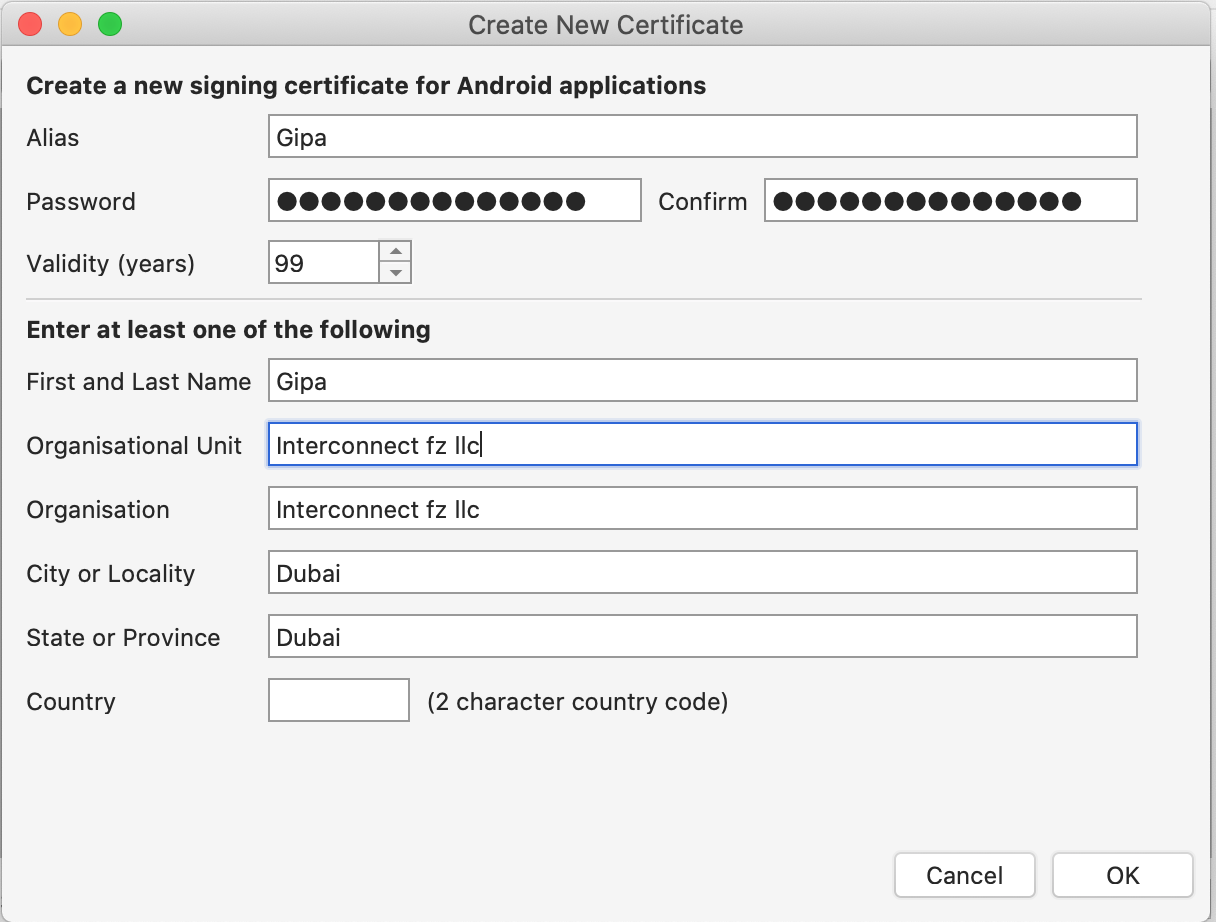 Create New Certificate
Create a new signing certificate for Android applications
Alias Gipa
Password ●●●●●●●●●●●●●● Confirm ●●●●●●●●●●●●●●
Validity (years) 99
Enter at least one of the following
First and Last Name Gipa
Organisational Unit Interconnect fz llc
Organisation Interconnect fz llc
City or Locality Dubai
State or Province Dubai
Country (2 character country code)
Cancel OK